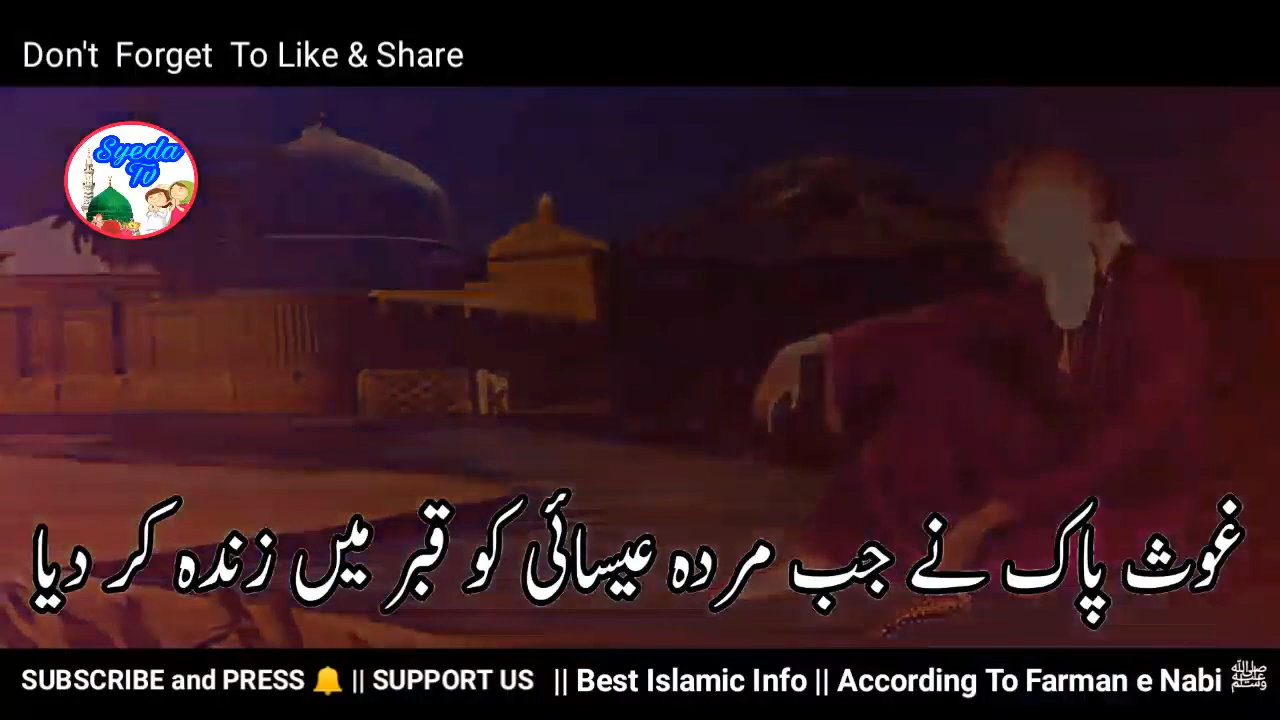 Don't Forget To Like & Share
Syeda
Tv
غوث پاک نے جب مردہ عیسائی کو قبر میں زندہ کر دیا
SUBSCRIBE and PRESS 🔔 || SUPPORT US || Best Islamic Info || According To Farman e Nabi ﷺ